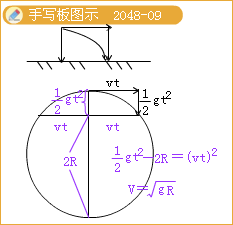 手写板图示 2048-09
vt
1/2 gt² 1/2 gt²
vt vt
2R
1/2 gt²-2R=(vt)²
V=√gR